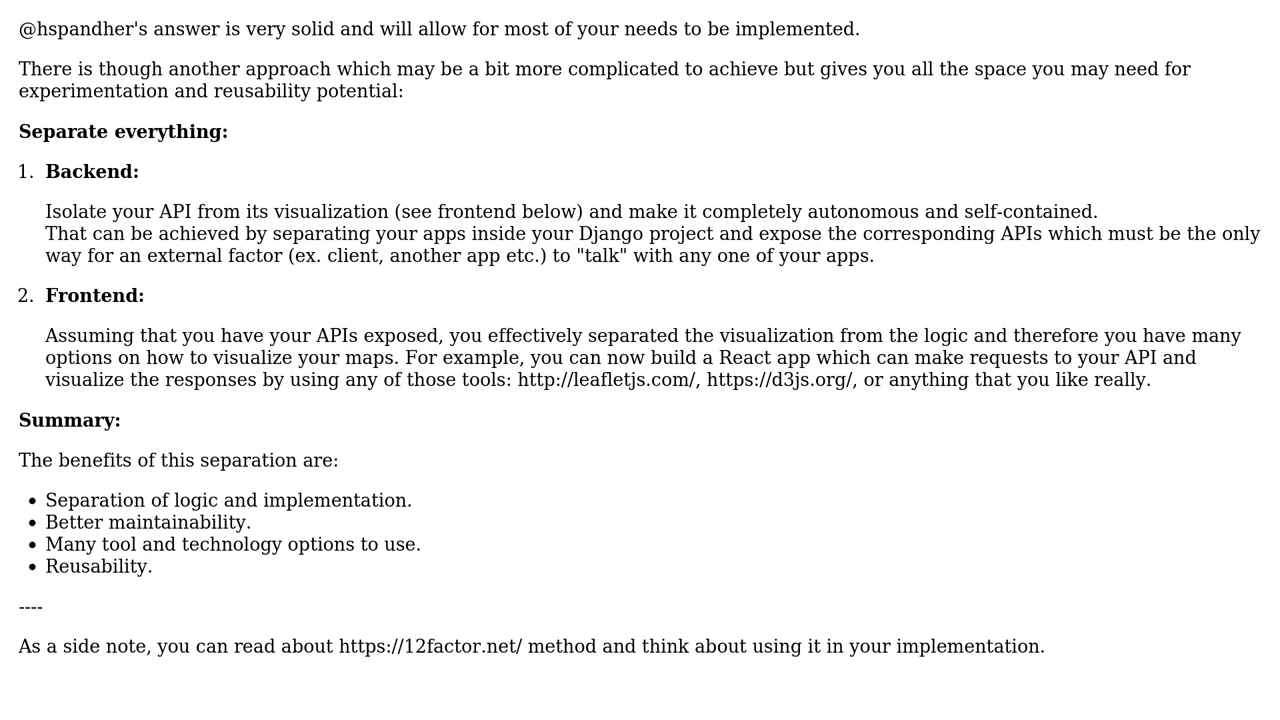 @hspandher's answer is very solid and will allow for most of your needs to be implemented.
There is though another approach which may be a bit more complicated to achieve but gives you all the space you may need for
experimentation and reusability potential:
Separate everything:
1. Backend:
Isolate your API from its visualization (see frontend below) and make it completely autonomous and self-contained.
That can be achieved by separating your apps inside your Django project and expose the corresponding APIs which must be the only
way for an external factor (ex. client, another app etc.) to "talk" with any one of your apps.
2. Frontend:
Assuming that you have your APIs exposed, you effectively separated the visualization from the logic and therefore you have many
options on how to visualize your maps. For example, you can now build a React app which can make requests to your API and
visualize the responses by using any of those tools: http://leafletjs.com/, https://d3js.org/, or anything that you like really.
Summary:
The benefits of this separation are:
• Separation of logic and implementation.
• Better maintainability.
• Many tool and technology options to use.
• Reusability.
----
As a side note, you can read about https://12factor.net/ method and think about using it in your implementation.